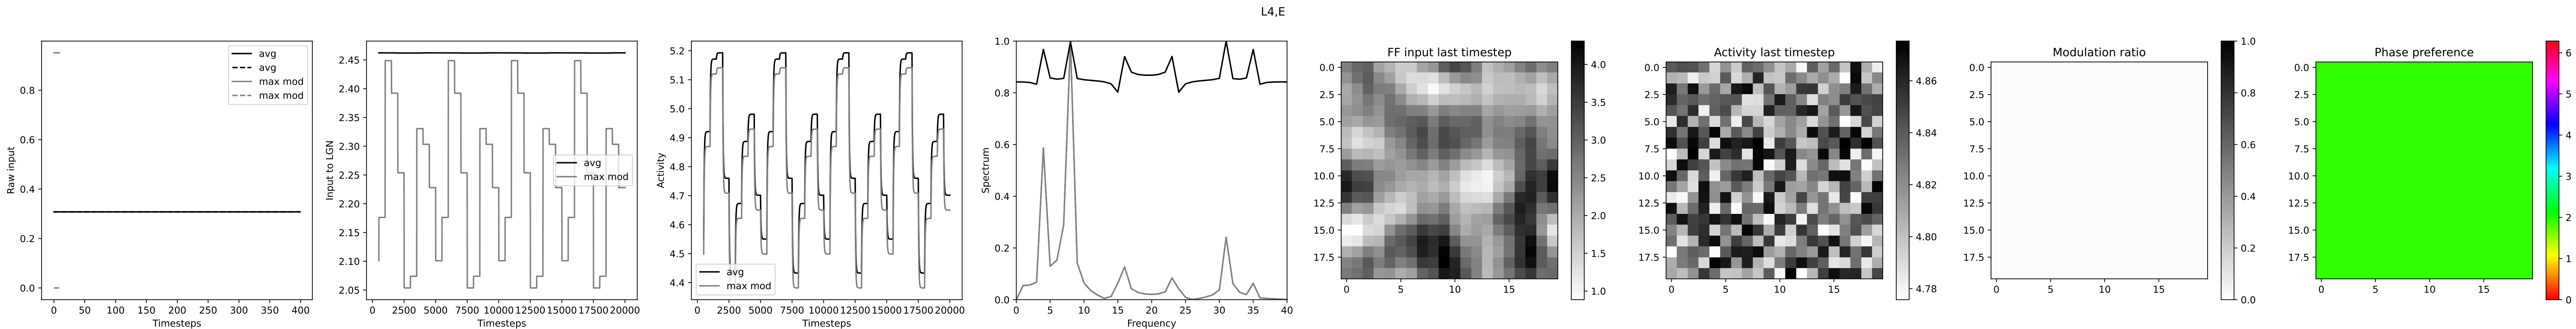 L4,E
Raw input
0.8
0.6
0.4
0.2
0.0
avg
avg
max mod
max mod
0 50 100 150 200 250 300 350 400
Timesteps
Input to LGN
2.45
2.40
2.35
2.30
2.25
2.20
2.15
2.10
2.05
avg
max mod
0 2500 5000 7500 10000 12500 15000 17500 20000
Timesteps
Activity
5.2
5.1
5.0
4.9
4.8
4.7
4.6
4.5
4.4
avg
max mod
0 2500 5000 7500 10000 12500 15000 17500 20000
Timesteps
Spectrum
1.0
0.8
0.6
0.4
0.2
0.0
0 5 10 15 20 25 30 35 40
Frequency
FF input last timestep
0.0
2.5
5.0
7.5
10.0
12.5
15.0
17.5
0 5 10 15
4.0
3.5
3.0
2.5
2.0
1.5
1.0
Activity last timestep
0.0
2.5
5.0
7.5
10.0
12.5
15.0
17.5
0 5 10 15
4.86
4.84
4.82
4.80
4.78
Modulation ratio
0.0
2.5
5.0
7.5
10.0
12.5
15.0
17.5
0 5 10 15
1.0
0.8
0.6
0.4
0.2
0.0
Phase preference
0.0
2.5
5.0
7.5
10.0
12.5
15.0
17.5
0 5 10 15
6
5
4
3
2
1
0